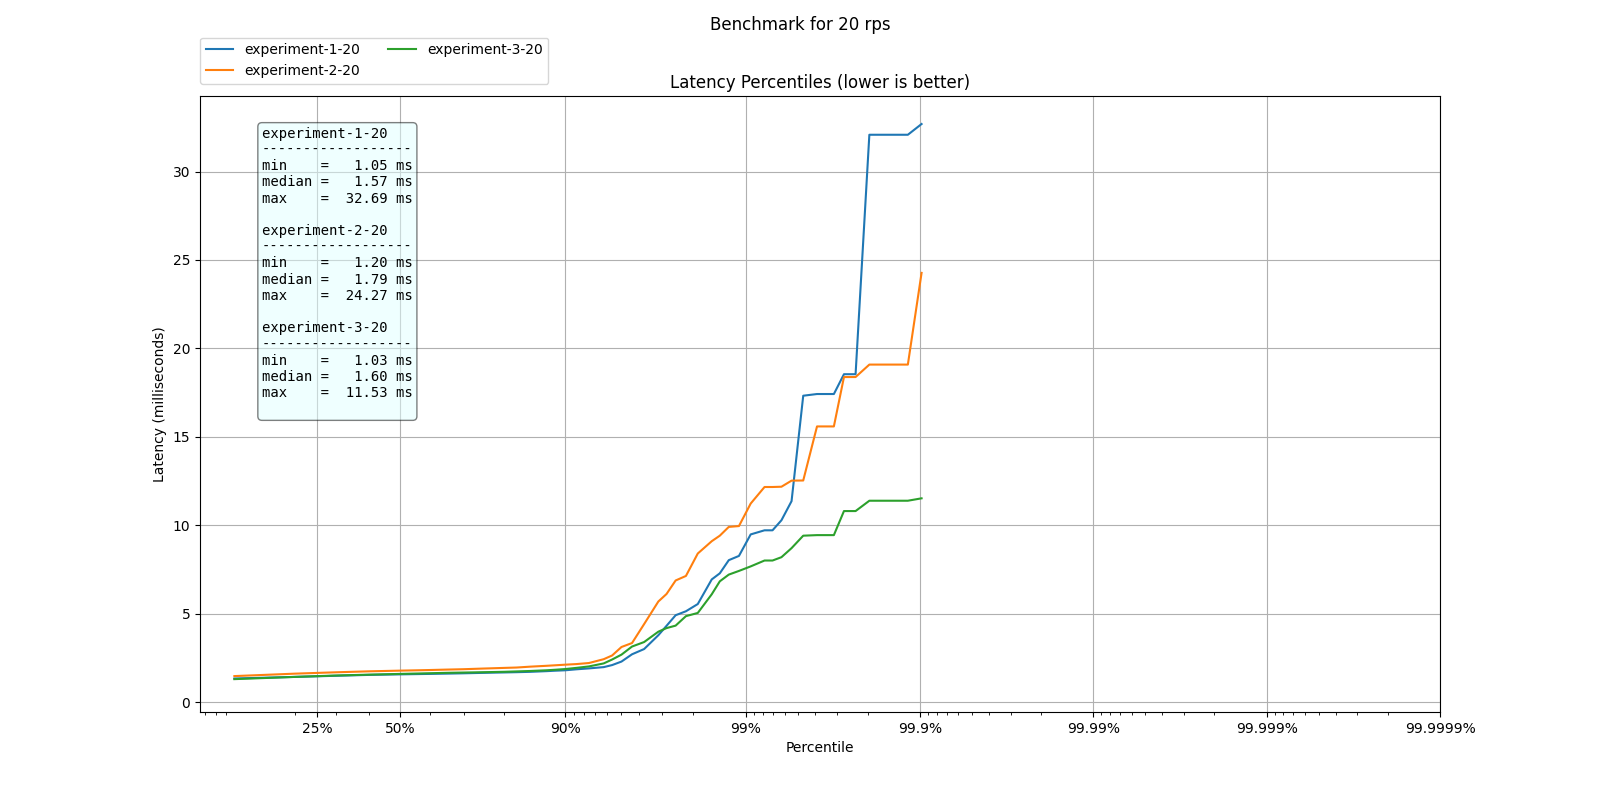 Benchmark for 20 rps
experiment-1-20
experiment-2-20
experiment-3-20
Latency Percentiles (lower is better)
experiment-1-20
------------------
min    =   1.05 ms
median =   1.57 ms
max    =  32.69 ms
experiment-2-20
------------------
min    =   1.20 ms
median =   1.79 ms
max    =  24.27 ms
experiment-3-20
------------------
min    =   1.03 ms
median =   1.60 ms
max    =  11.53 ms
Latency (milliseconds)
30
25
20
15
10
5
0
25% 50% 90% 99% 99.9% 99.99% 99.999% 99.9999%
Percentile